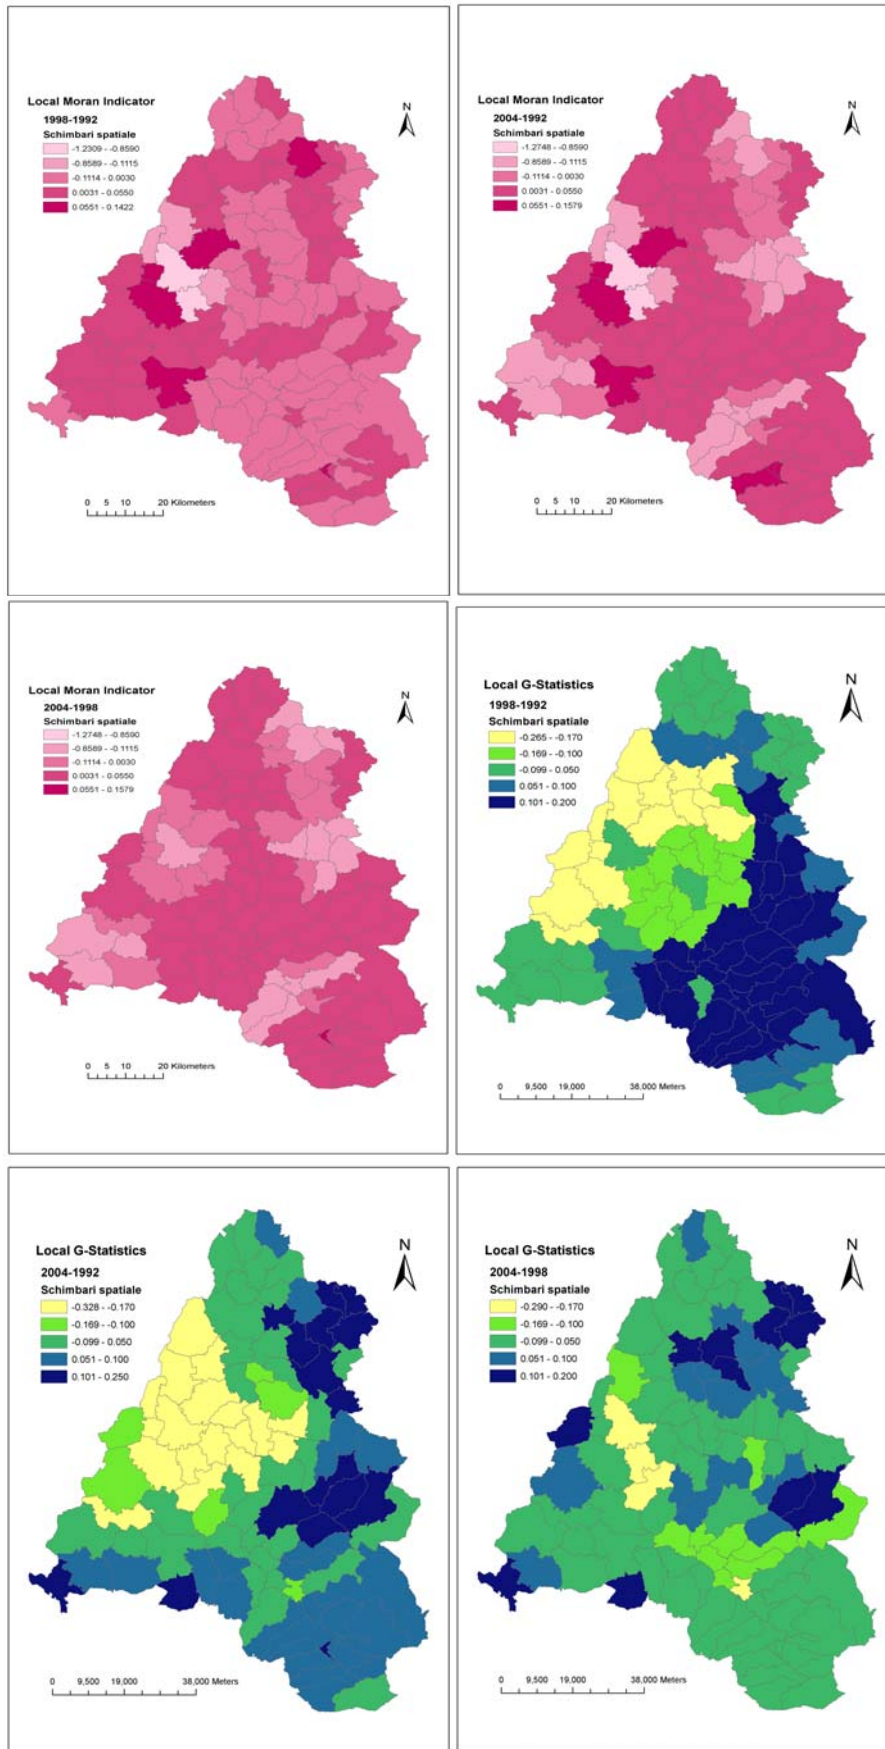 Local Moran Indicator
1998-1992
Schimbari spatiale
-1.2309 - -0.8590
-0.8589 - -0.1115
-0.1114 - 0.0030
0.0031 - 0.0550
0.0551 - 0.1422
N
0 5 10 20 Kilometers
Local Moran Indicator
2004-1992
Schimbari spatiale
-1.2748 - -0.8590
-0.8589 - -0.1115
-0.1114 - 0.0030
0.0031 - 0.0550
0.0551 - 0.1579
N
0 5 10 20 Kilometers
Local Moran Indicator
2004-1998
Schimbari spatiale
-1.2748 - -0.8590
-0.8589 - -0.1115
-0.1114 - 0.0030
0.0031 - 0.0550
0.0551 - 0.1579
N
0 5 10 20 Kilometers
Local G-Statistics
1998-1992
Schimbari spatiale
-0.265 - -0.170
-0.169 - -0.100
-0.099 - 0.050
0.051 - 0.100
0.101 - 0.200
N
0 9,500 19,000 38,000 Meters
Local G-Statistics
2004-1992
Schimbari spatiale
-0.328 - -0.170
-0.169 - -0.100
-0.099 - 0.050
0.051 - 0.100
0.101 - 0.250
N
0 9,500 19,000 38,000 Meters
Local G-Statistics
2004-1998
Schimbari spatiale
-0.290 - -0.170
-0.169 - -0.100
-0.099 - 0.050
0.051 - 0.100
0.101 - 0.200
N
0 9,500 19,000 38,000 Meters